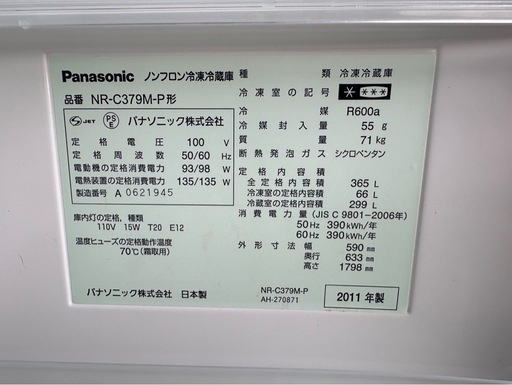 Panasonic ノンフロン冷凍冷蔵庫
品番 NR-C379M-P形
JET PSE パナソニック株式会社
定格電圧 100 V
定格周波数 50/60 Hz
電動機の定格消費電力 93/98 W
電熱装置の定格消費電力 135/135 W
製造番号 A 0621945
庫内灯の定格、種類
110V 15W T20 E12
温度ヒューズの定格動作温度
70℃(霜取用)
パナソニック株式会社 日本製
種類 冷凍冷蔵庫
冷凍室の記号 ****
冷媒 R600a
冷媒封入量 55 g
質量 71 kg
断熱発泡ガス シクロペンタン
定格内容積
全定格内容積 365 L
冷凍室の定格内容積 66 L
冷蔵室の定格内容積 299 L
消費電力量 (JIS C 9801-2006年)
50Hz 390kWh/年
60Hz 390kWh/年
外形寸法 幅 590 mm
奥行 633 mm
高さ 1798 mm
NR-C379M-P
AH-270871
2011年製